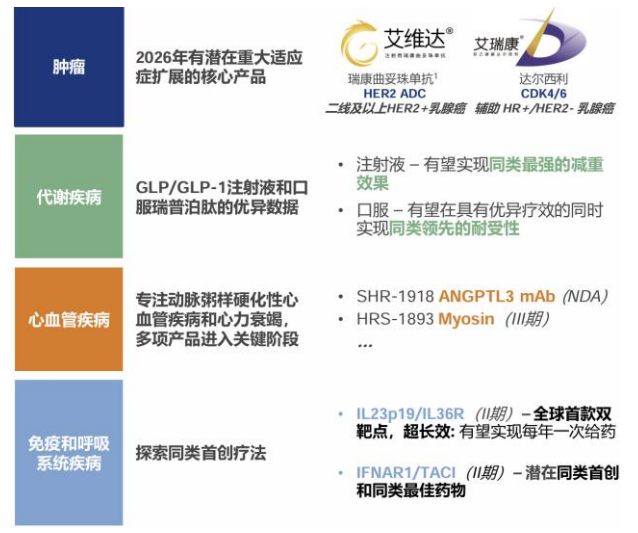 肿瘤
2026年有潜在重大适应
症扩展的核心产品
艾维达®
注射用瑞康曲妥珠单抗
瑞康曲妥珠单抗¹
HER2 ADC
二线及以上HER2+乳腺癌
艾瑞康®
达尔西利
CDK4/6
辅助 HR+/HER2- 乳腺癌
代谢疾病
GLP/GLP-1注射液和口
服瑞普泊肽的优异数据
• 注射液 – 有望实现同类最强的减重
效果
• 口服 – 有望在具有优异疗效的同时
实现同类领先的耐受性
心血管疾病
专注动脉粥样硬化性心
血管疾病和心力衰竭，
多项产品进入关键阶段
• SHR-1918 ANGPTL3 mAb (NDA)
• HRS-1893 Myosin（III期）
...
免疫和呼吸
系统疾病
探索同类首创疗法
• IL23p19/IL36R（II期）– 全球首款双
靶点，超长效: 有望实现每年一次给药
• IFNAR1/TACI（II期）– 潜在同类首创
和同类最佳药物